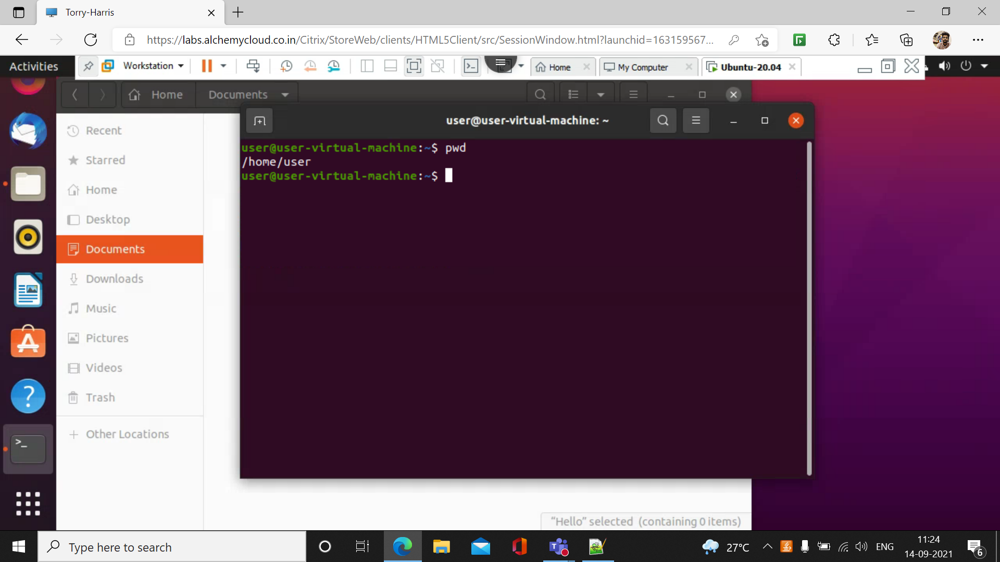 Torry-Harris
https://labs.alchemycloud.co.in/Citrix/StoreWeb/clients/HTML5Client/src/SessionWindow.html?launchid=163159567...
Activities
Workstation
Home
My Computer
Ubuntu-20.04
Home
Documents
user@user-virtual-machine: ~
Recent
Starred
Home
Desktop
Documents
Downloads
Music
Pictures
Videos
Trash
Other Locations
user@user-virtual-machine:~$ pwd
/home/user
user@user-virtual-machine:~$
“Hello” selected (containing 0 items)
Type here to search
27°C
ENG
11:24
14-09-2021
6